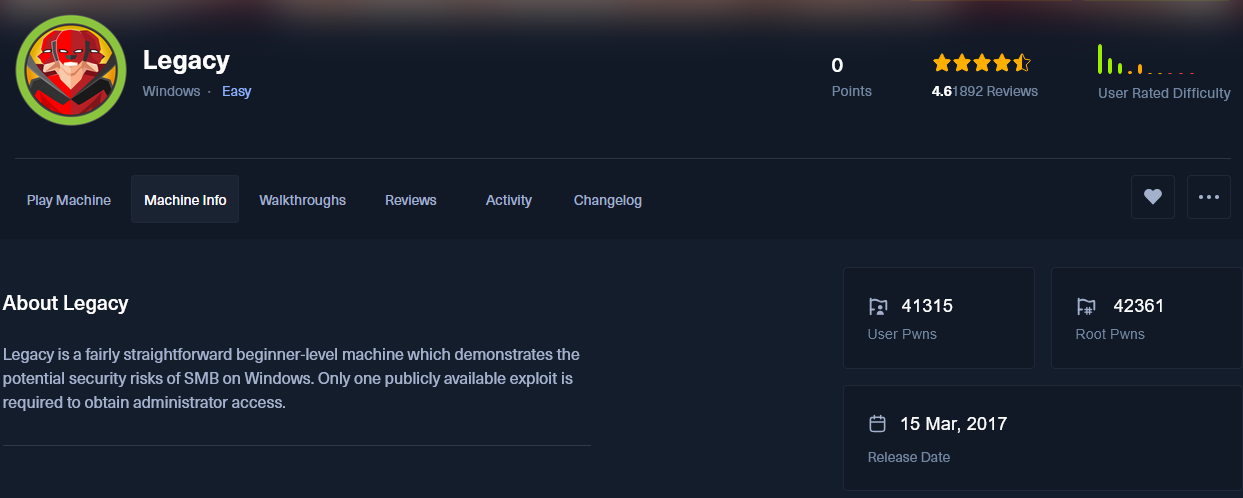 Legacy
Windows · Easy
0
Points
4.61892 Reviews
User Rated Difficulty
Play Machine
Machine Info
Walkthroughs
Reviews
Activity
Changelog
About Legacy
Legacy is a fairly straightforward beginner-level machine which demonstrates the
potential security risks of SMB on Windows. Only one publicly available exploit is
required to obtain administrator access.
41315
User Pwns
42361
Root Pwns
15 Mar, 2017
Release Date